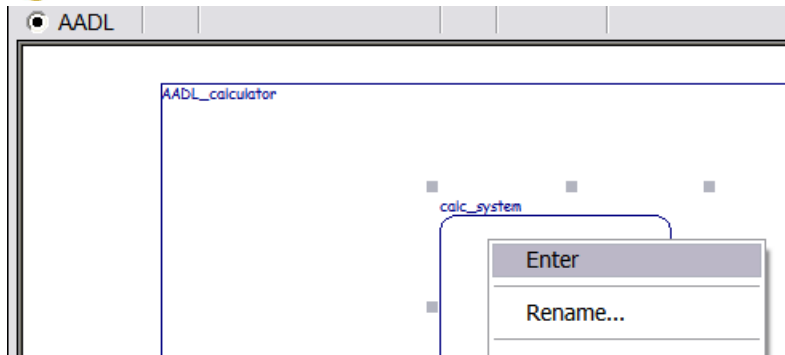 AADL
AADL_calculator
calc_system
Enter
Rename...